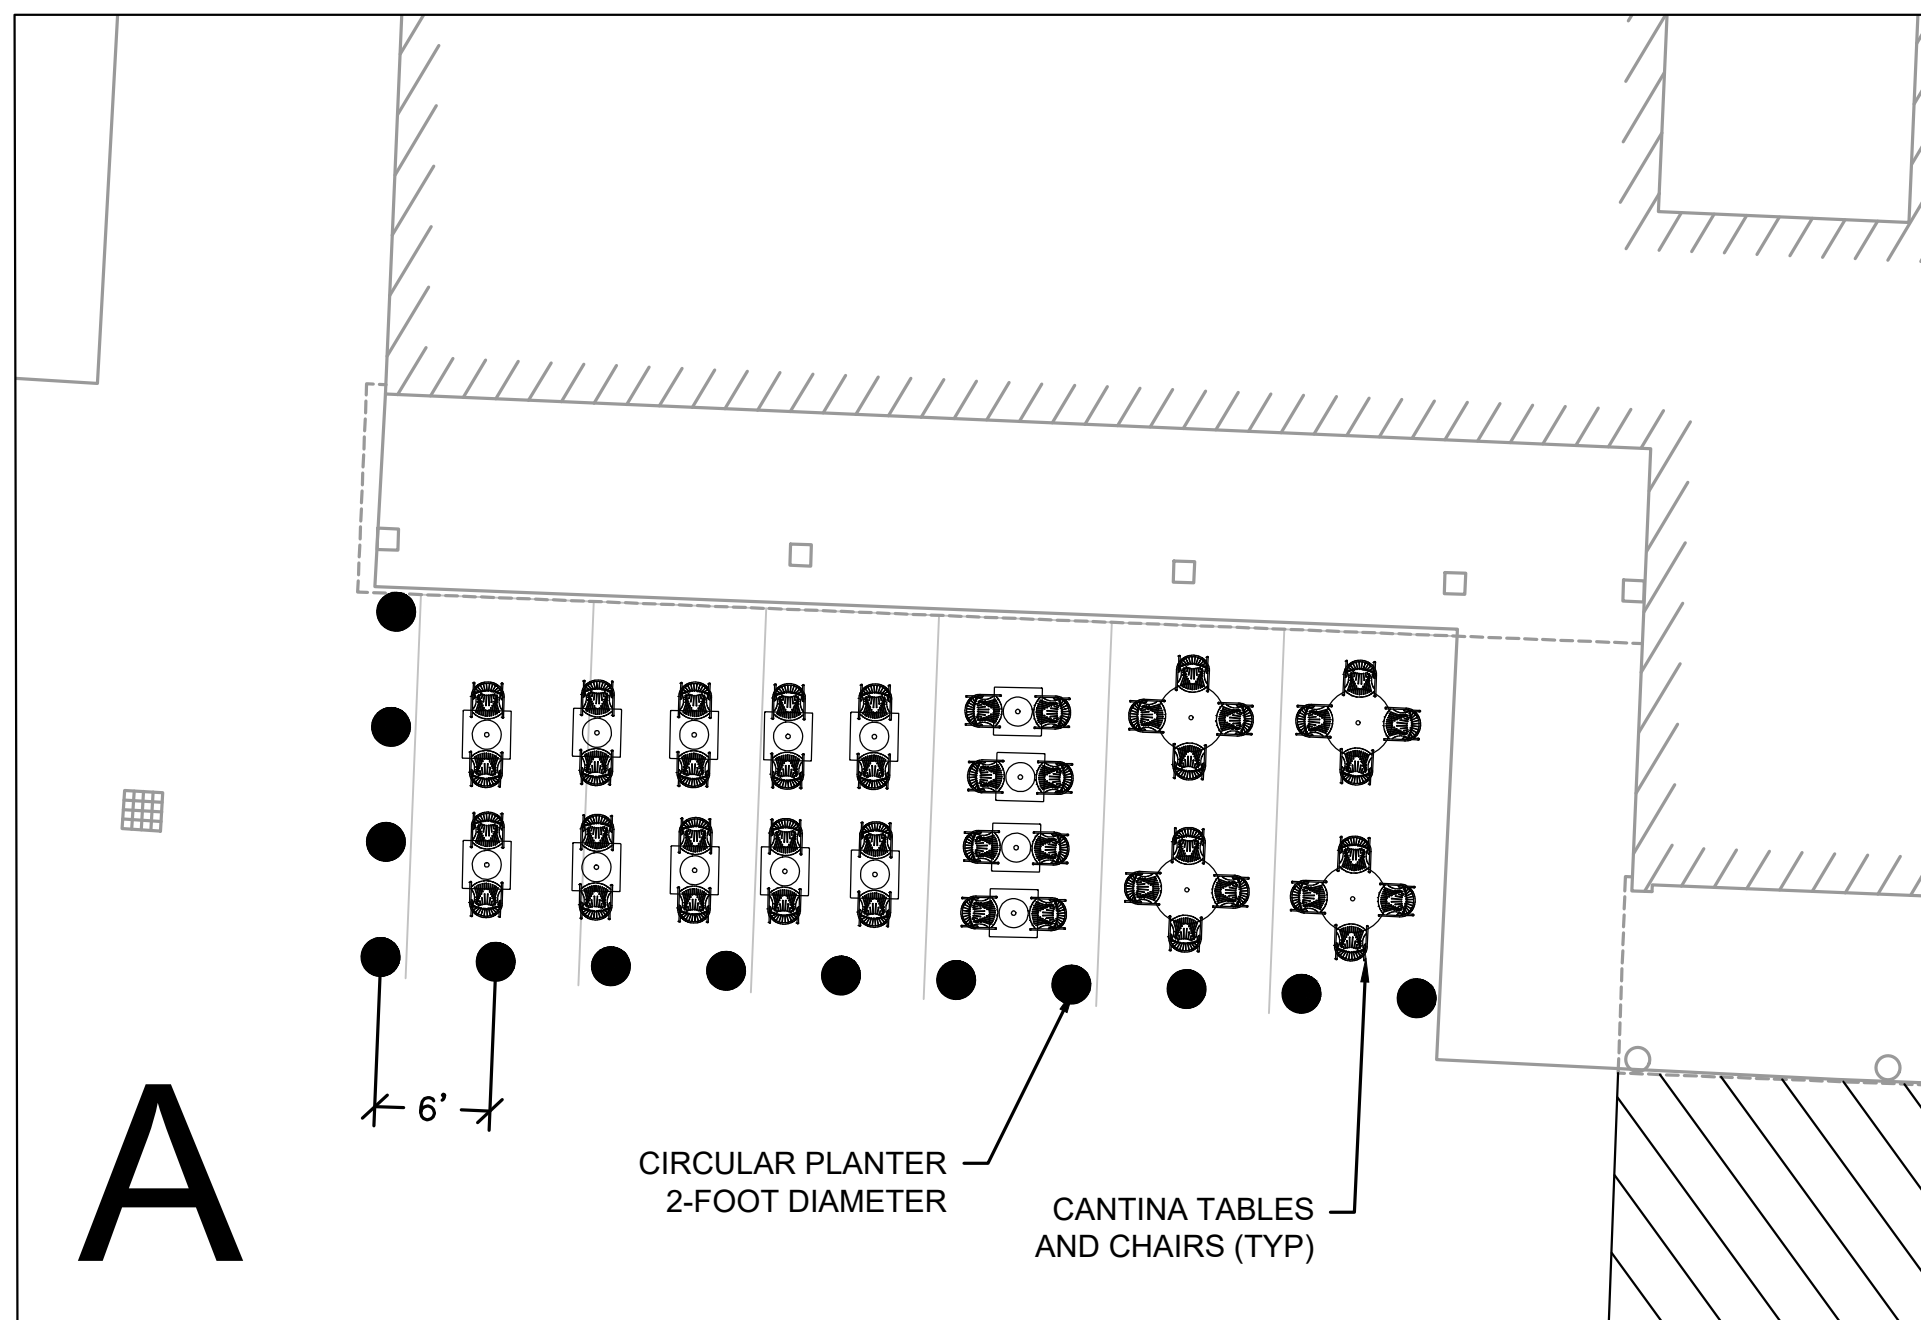 6’
CIRCULAR PLANTER
2-FOOT DIAMETER
CANTINA TABLES
AND CHAIRS (TYP)
A